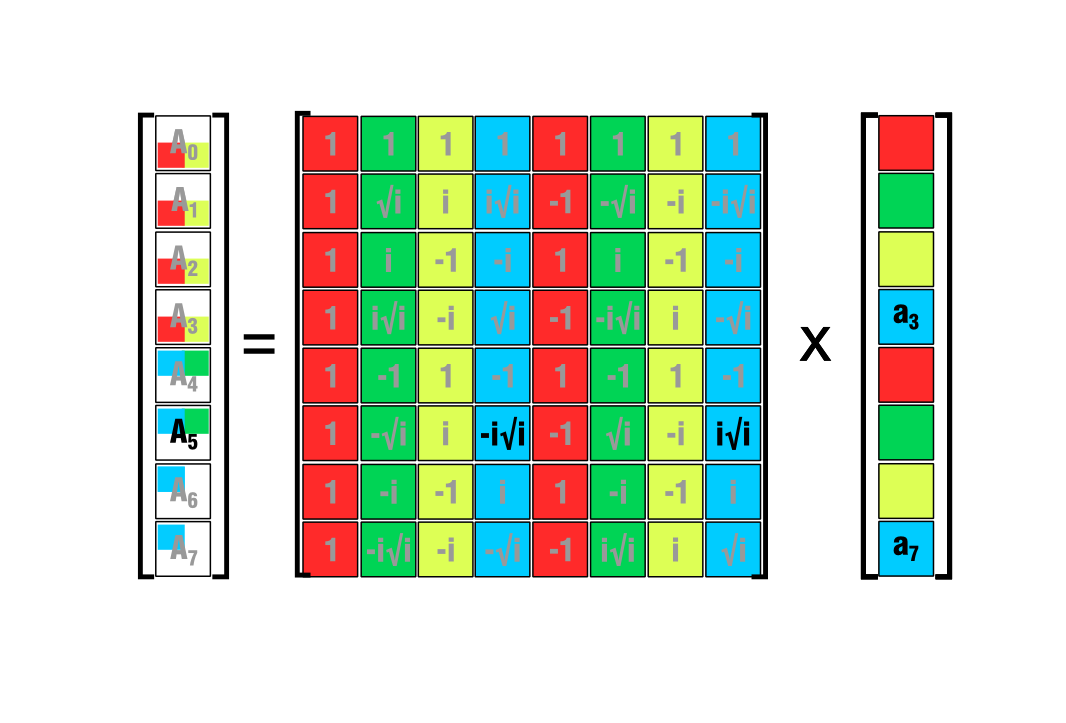 A0 1 1 1 1 1 1 1 1
A1 1 √i i i√i -1 -√i -i -i√i
A2 1 i -1 -i 1 i -1 -i
A3 1 i√i -i √i -1 -i√i i -√i a3
= x
A4 1 -1 1 -1 1 -1 1 -1
A5 1 -√i i -i√i -1 √i -i i√i
A6 1 -i -1 i 1 -i -1 i
A7 1 -i√i -i -√i -1 i√i i √i a7